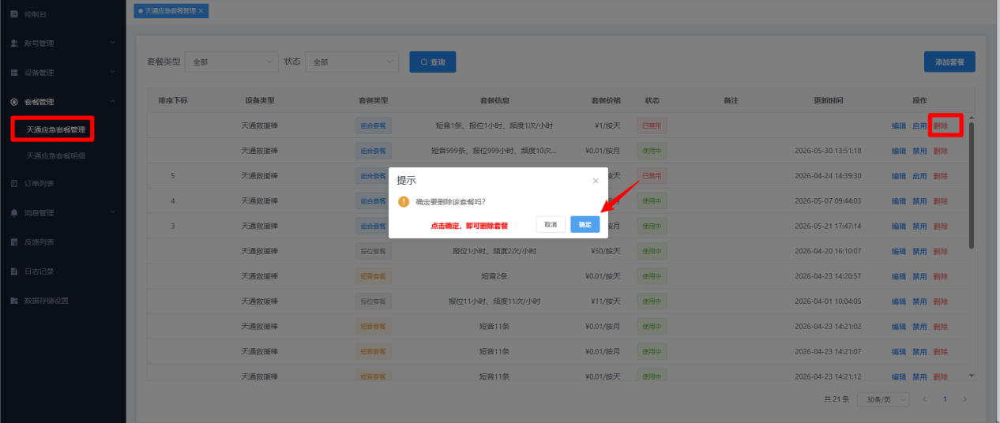 控制台
天通应急套餐管理 ×
账号管理
设备管理
套餐管理
天通应急套餐管理
天通应急套餐明细
订单列表
消息管理
反馈列表
日志记录
数据存储设置
套餐类型 全部 状态 全部 查询 添加套餐
排序下标 设备类型 套餐类型 套餐信息 套餐价格 状态 备注 更新时间 操作
天通救援棒 组合套餐 短音1条、报位1小时、频度1次/小时 ¥1/按天 已禁用 编辑 启用 删除
天通救援棒 组合套餐 短音999条、报位999小时、频度10次... ¥0.01/按月 使用中 2026-05-30 13:51:18 编辑 禁用 删除
5 天通救援棒 组合套餐 按天 已禁用 2026-04-24 14:39:30 编辑 启用 删除
4 天通救援棒 组合套餐 按月 使用中 2026-05-07 09:44:03 编辑 禁用 删除
3 天通救援棒 组合套餐 按月 使用中 2026-05-21 17:47:14 编辑 禁用 删除
提示 ×
确定要删除该套餐吗?
点击确定，即可删除套餐 取消 确定
天通救援棒 报位套餐 报位1小时、频度2次/小时 ¥50/按天 使用中 2026-04-20 16:10:07 编辑 禁用 删除
天通救援棒 短音套餐 短音2条 ¥0.01/按天 使用中 2026-04-23 14:20:57 编辑 禁用 删除
天通救援棒 报位套餐 报位11小时、频度11次/小时 ¥11/按天 使用中 2026-04-01 10:04:05 编辑 禁用 删除
天通救援棒 短音套餐 短音11条 ¥0.01/按月 使用中 2026-04-23 14:21:02 编辑 禁用 删除
天通救援棒 短音套餐 短音11条 ¥0.01/按月 使用中 2026-04-23 14:21:07 编辑 禁用 删除
天通救援棒 短音套餐 短音11条 ¥0.01/按月 使用中 2026-04-23 14:21:12 编辑 禁用 删除
共 21 条 30条/页 < 1 >